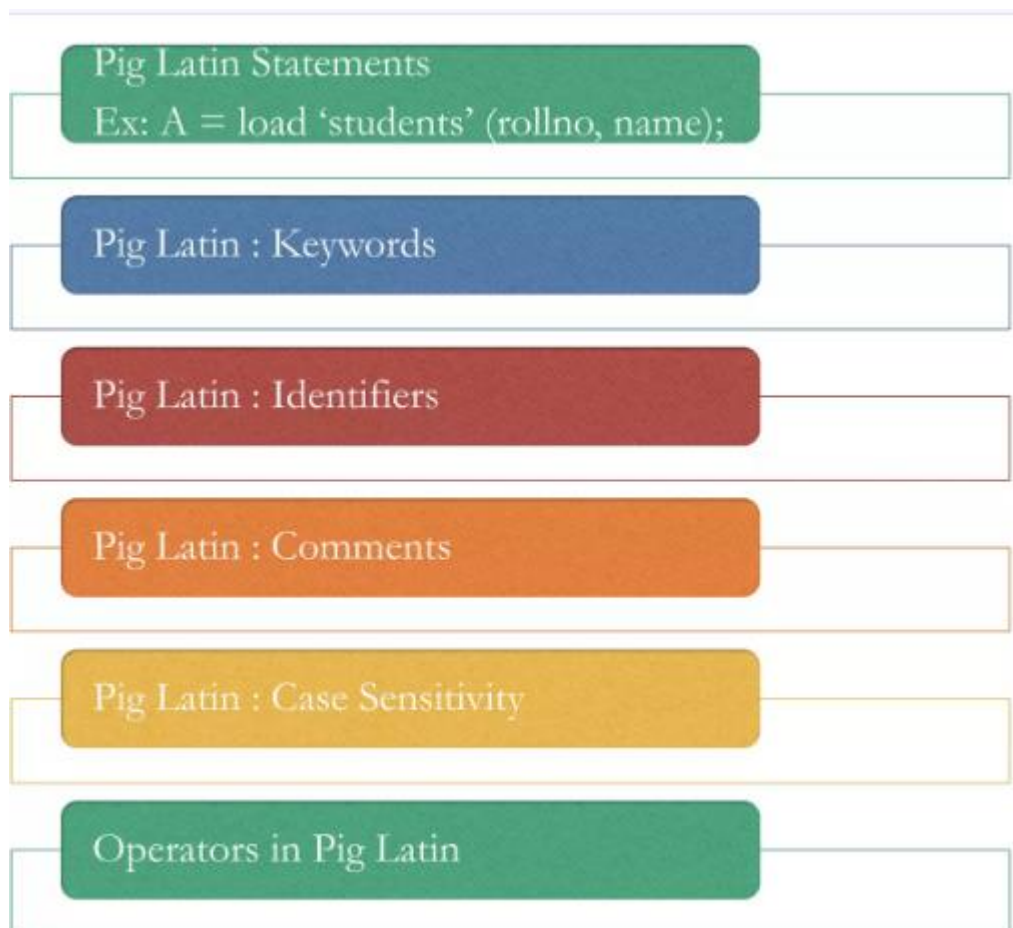 Pig Latin Statements
Ex: A = load ‘students’ (rollno, name);
Pig Latin : Keywords
Pig Latin : Identifiers
Pig Latin : Comments
Pig Latin : Case Sensitivity
Operators in Pig Latin